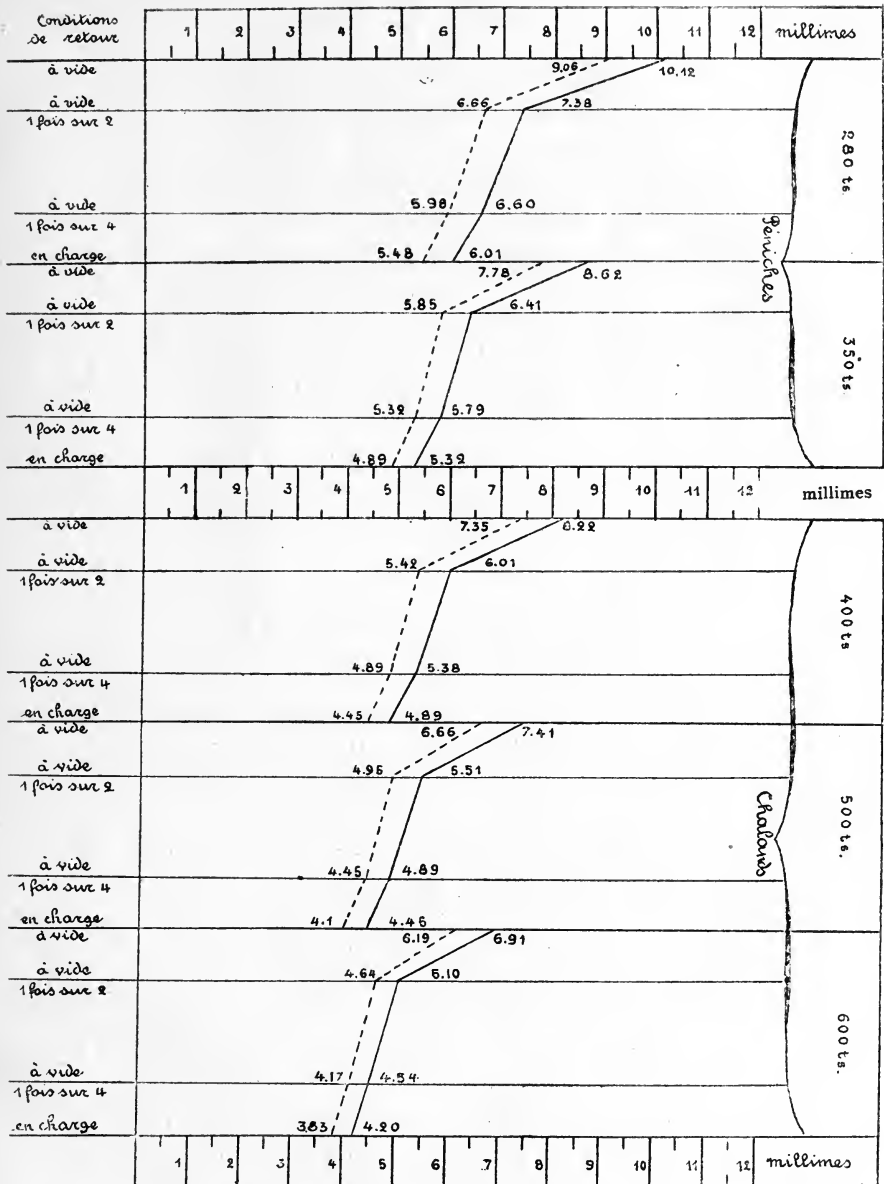 Conditions
de retour
1 2 3 4 5 6 7 8 9 10 11 12 millimes
à vide 9.06 10.12
à vide 6.66 7.38
1 fois sur 2
280 ts.
à vide 5.98 6.60
1 fois sur 4
en charge 5.48 6.01
Péniches
à vide 7.78 8.62
à vide 5.85 6.41
1 fois sur 2
350 ts.
à vide 5.32 5.79
1 fois sur 4
en charge 4.89 5.32
1 2 3 4 5 6 7 8 9 10 11 12 millimes
à vide 7.35 8.22
à vide 5.42 6.01
1 fois sur 2
400 ts
à vide 4.89 5.38
1 fois sur 4
en charge 4.45 4.89
à vide 6.66 7.41
à vide 4.95 5.51
1 fois sur 2
Chalands
500 ts.
à vide 4.45 4.89
1 fois sur 4
en charge 4.1 4.45
à vide 6.19 6.91
à vide 4.64 5.10
1 fois sur 2
600 ts.
à vide 4.17 4.54
1 fois sur 4
en charge 3.83 4.20
1 2 3 4 5 6 7 8 9 10 11 12 millimes